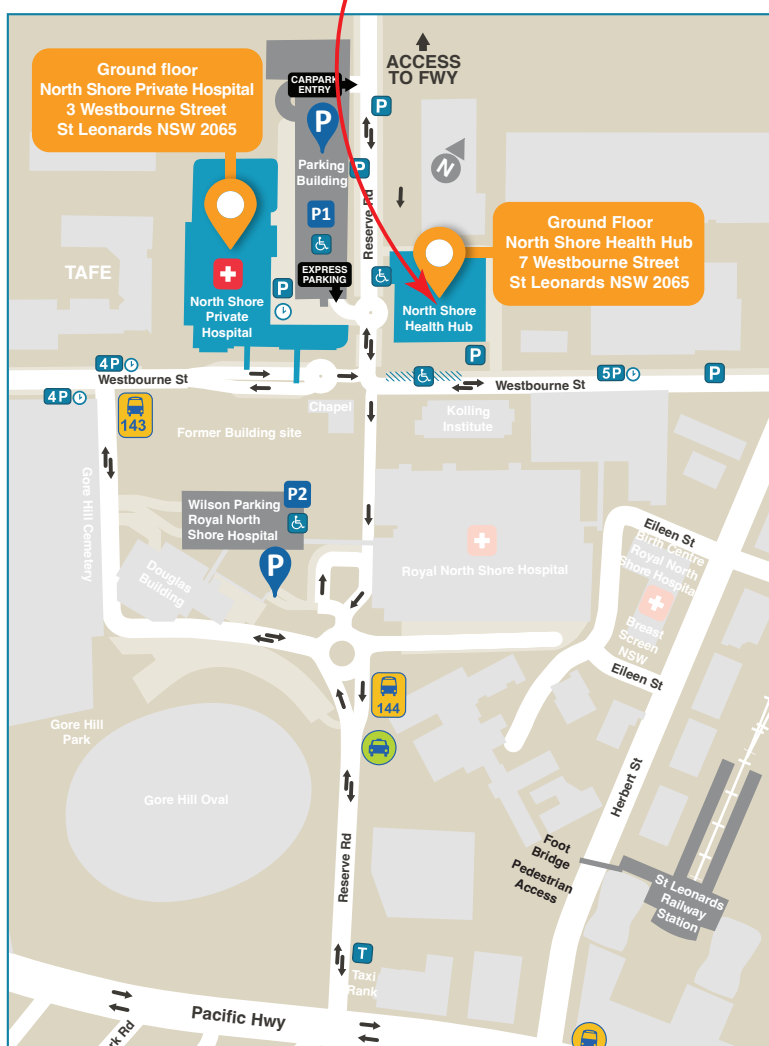 ACCESS
TO FWY
Ground floor
North Shore Private Hospital
3 Westbourne Street
St Leonards NSW 2065
CARPARK
ENTRY
P
P
Parking
Building
P
P1
Reserve Rd
N
Ground Floor
North Shore Health Hub
7 Westbourne Street
St Leonards NSW 2065
TAFE
EXPRESS
PARKING
P
North Shore
Private
Hospital
North Shore
Health Hub
P
4P
Westbourne St
Westbourne St
5P
P
4P
143
Chapel
Kolling
Institute
Former Building site
Gore Hill Cemetery
P2
Wilson Parking
Royal North
Shore Hospital
P
Douglas
Building
Royal North Shore Hospital
Eileen St
Birth Centre
Royal North
Shore Hospital
Breast
Screen
NSW
Eileen St
144
Gore Hill
Park
Gore Hill Oval
Herbert St
Reserve Rd
Foot
Bridge
Pedestrian
Access
St Leonards
Railway
Station
T
Taxi
Rank
Pacific Hwy
rk Rd